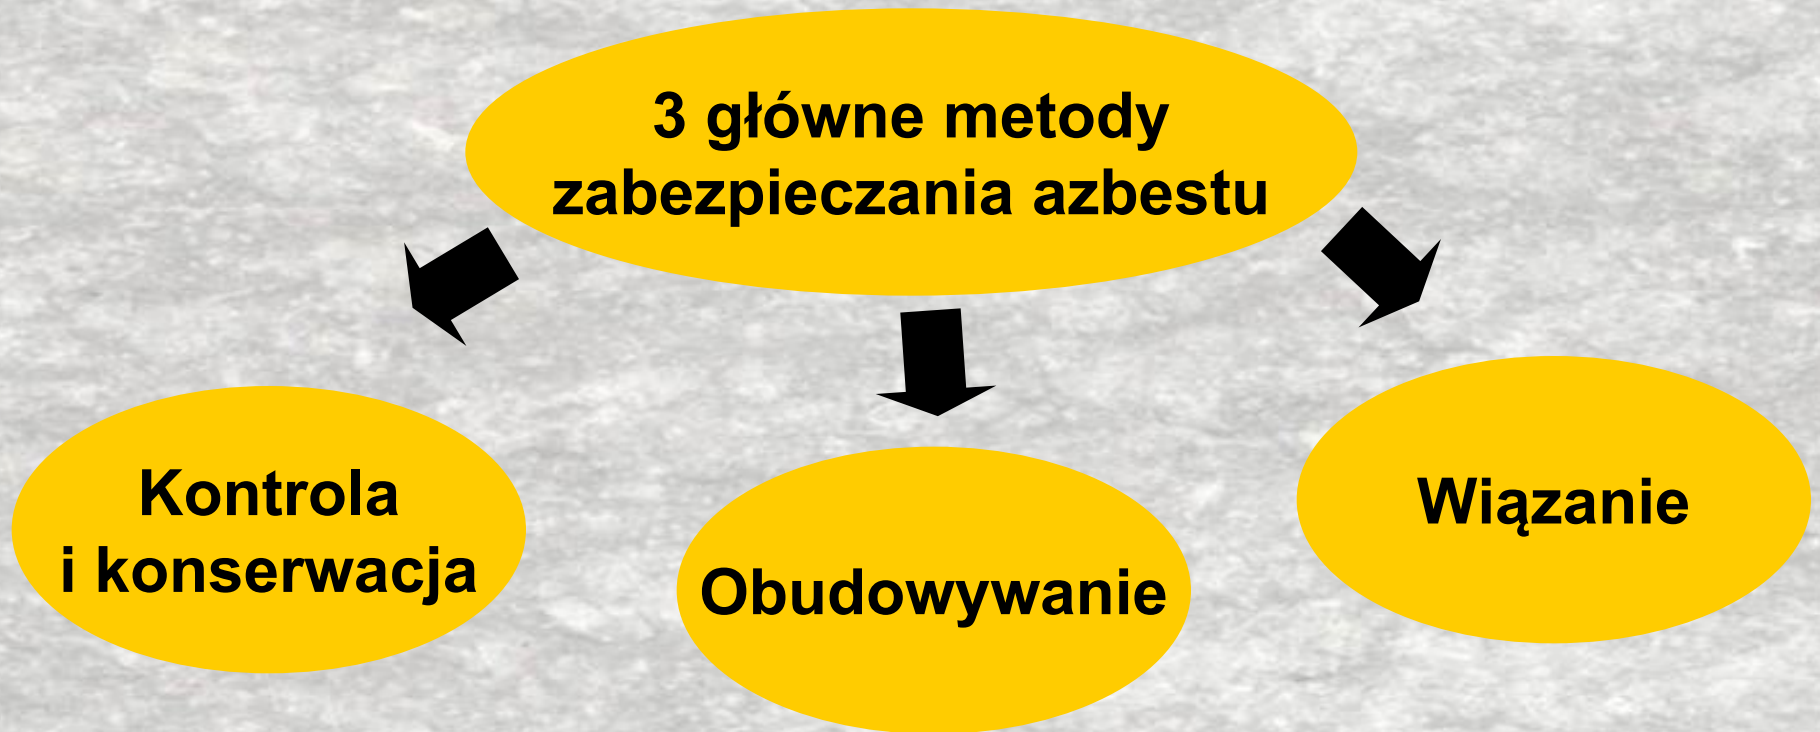 3 główne metody
zabezpieczania azbestu
Kontrola
i konserwacja
Obudowywanie
Wiązanie